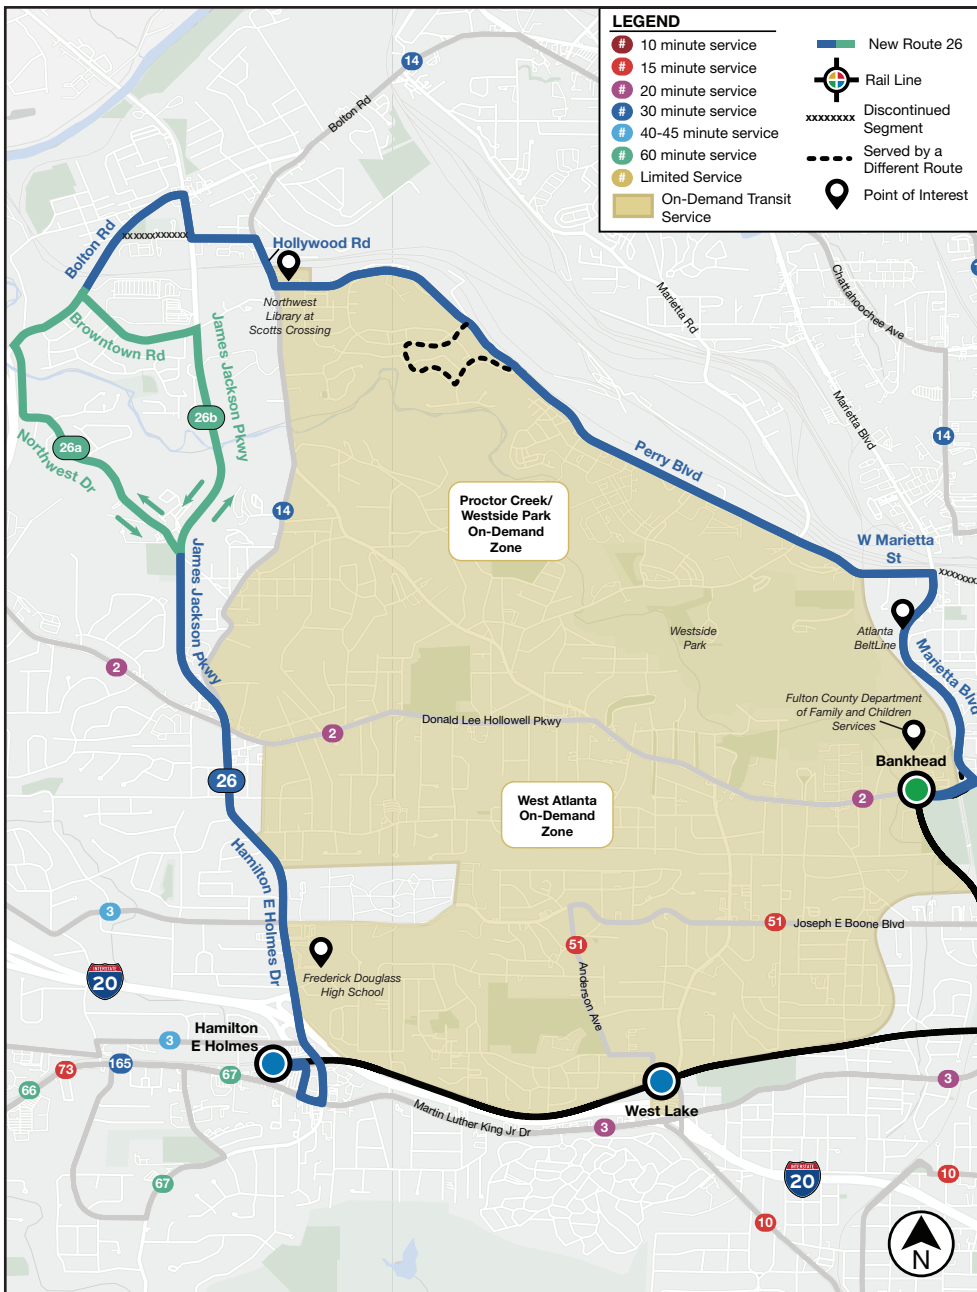 LEGEND
# 10 minute service
# 15 minute service
# 20 minute service
# 30 minute service
# 40-45 minute service
# 60 minute service
# Limited Service
On-Demand Transit
Service
New Route 26
Rail Line
xxxxxxxx
Discontinued
Segment
Served by a
Different Route
Point of Interest
14
Bolton Rd
Bolton Rd
xxxxxxxxxxxx
Hollywood Rd
Northwest
Library at
Scotts Crossing
Marietta Rd
Chattahoochee Ave
Marietta Blvd
14
Browntown Rd
James Jackson Pkwy
26b
26a
Northwest Dr
14
Perry Blvd
Proctor Creek/
Westside Park
On-Demand
Zone
W Marietta
St
xxxxxxxx
James Jackson Pkwy
Westside
Park
Atlanta
BeltLine
Marietta Blvd
2
Fulton County Department
of Family and Children
Services
Donald Lee Hollowell Pkwy
2
Bankhead
26
2
West Atlanta
On-Demand
Zone
Hamilton E Holmes Dr
3
51
Joseph E Boone Blvd
51
Anderson Ave
Frederick Douglass
High School
INTERSTATE
20
Hamilton
E Holmes
3
165
73
67
66
West Lake
3
Martin Luther King Jr Dr
3
INTERSTATE
20
10
67
10
N